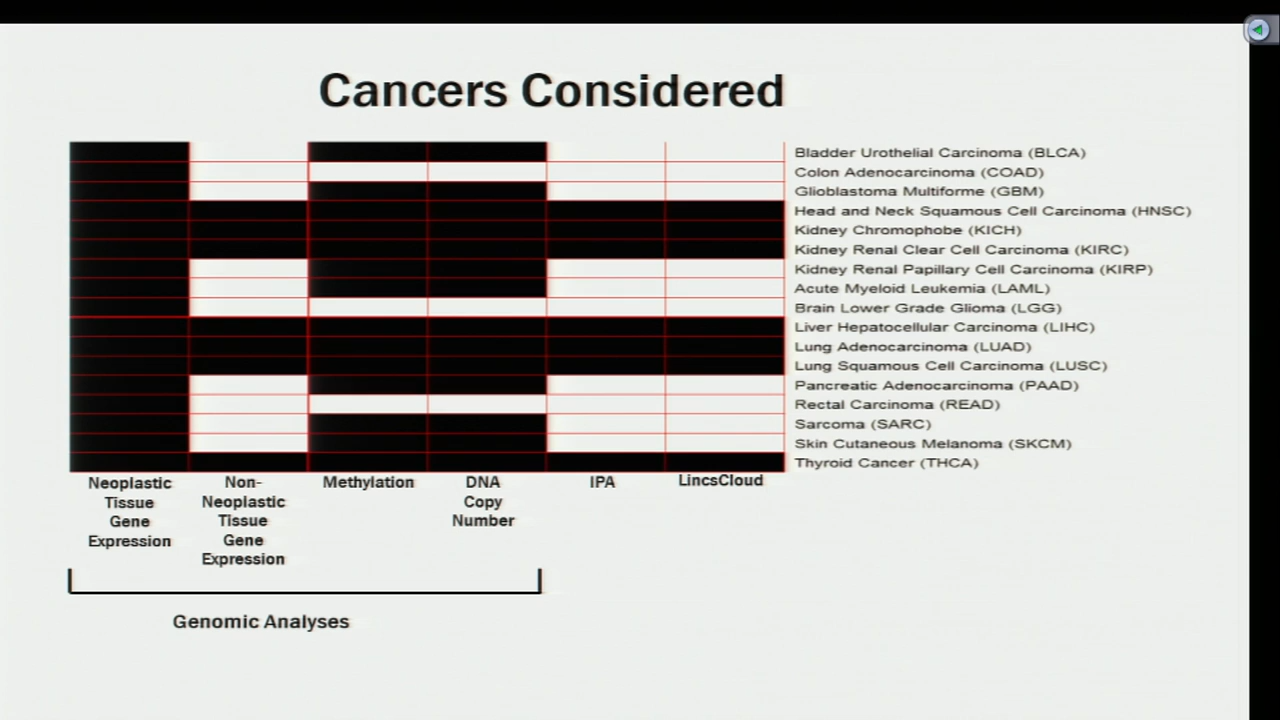 Cancers Considered
Bladder Urothelial Carcinoma (BLCA)
Colon Adenocarcinoma (COAD)
Glioblastoma Multiforme (GBM)
Head and Neck Squamous Cell Carcinoma (HNSC)
Kidney Chromophobe (KICH)
Kidney Renal Clear Cell Carcinoma (KIRC)
Kidney Renal Papillary Cell Carcinoma (KIRP)
Acute Myeloid Leukemia (LAML)
Brain Lower Grade Glioma (LGG)
Liver Hepatocellular Carcinoma (LIHC)
Lung Adenocarcinoma (LUAD)
Lung Squamous Cell Carcinoma (LUSC)
Pancreatic Adenocarcinoma (PAAD)
Rectal Carcinoma (READ)
Sarcoma (SARC)
Skin Cutaneous Melanoma (SKCM)
Thyroid Cancer (THCA)
Neoplastic
Tissue
Gene
Expression
Non-
Neoplastic
Tissue
Gene
Expression
Methylation
DNA
Copy
Number
IPA
LincsCloud
Genomic Analyses